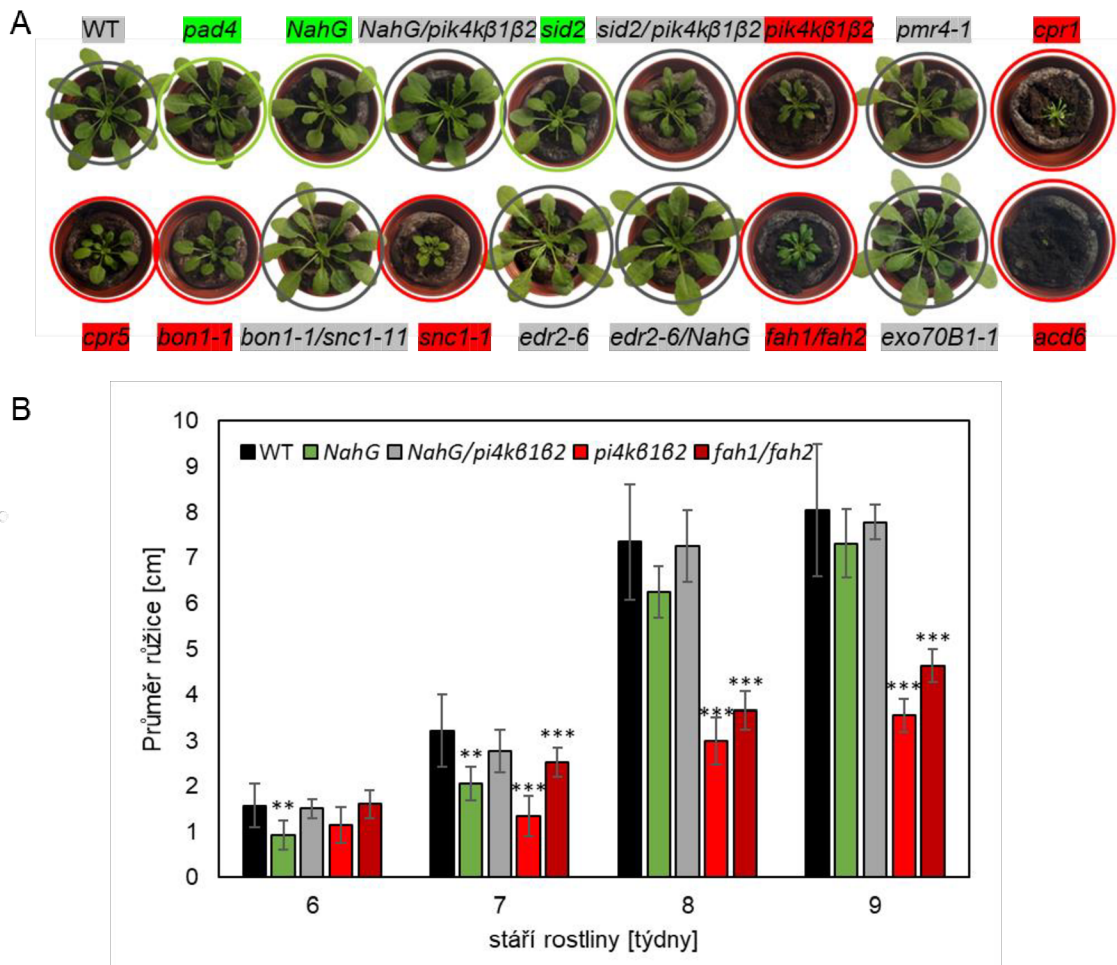 A
WT pad4 NahG NahG/pik4kβ1β2 sid2 sid2/pik4kβ1β2 pik4kβ1β2 pmr4-1 cpr1
cpr5 bon1-1 bon1-1/snc1-11 snc1-1 edr2-6 edr2-6/NahG fah1/fah2 exo70B1-1 acd6
B
10
9
8
7
6
5
4
3
2
1
0
Průměr růžice [cm]
WT NahG NahG/pi4kβ1β2 pi4kβ1β2 fah1/fah2
** ** *** *** *** *** *** ***
6 7 8 9
stáří rostliny [týdny]